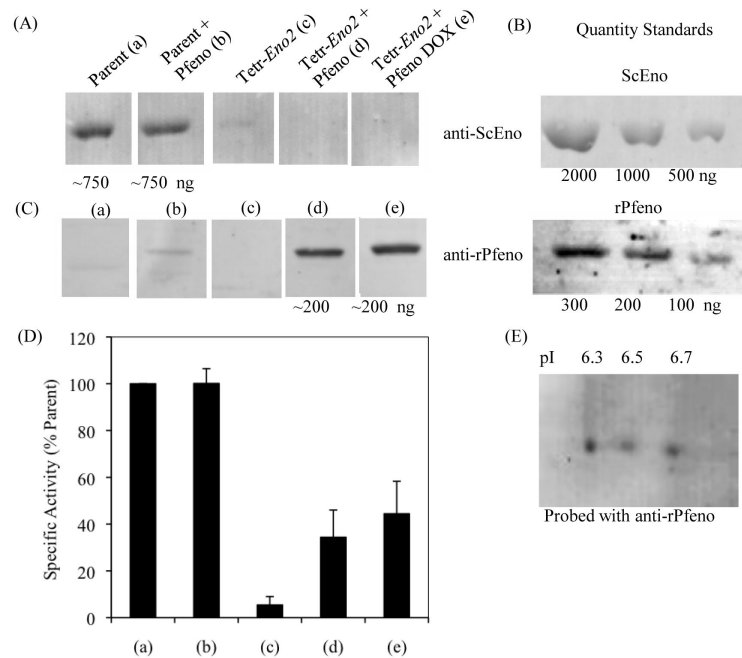 (A)
Parent (a)
Parent +
Pfeno (b)
Tetr-Eno2 (c)
Tetr-Eno2 +
Pfeno (d)
Tetr-Eno2 +
Pfeno DOX (e)
anti-ScEno
~750 ~750 ng
(B) Quantity Standards
ScEno
2000 1000 500 ng
rPfeno
300 200 100 ng
(C) (a) (b) (c) (d) (e)
anti-rPfeno
~200 ~200 ng
(D)
Specific Activity (% Parent)
120
100
80
60
40
20
0
(a) (b) (c) (d) (e)
(E)
pI 6.3 6.5 6.7
Probed with anti-rPfeno